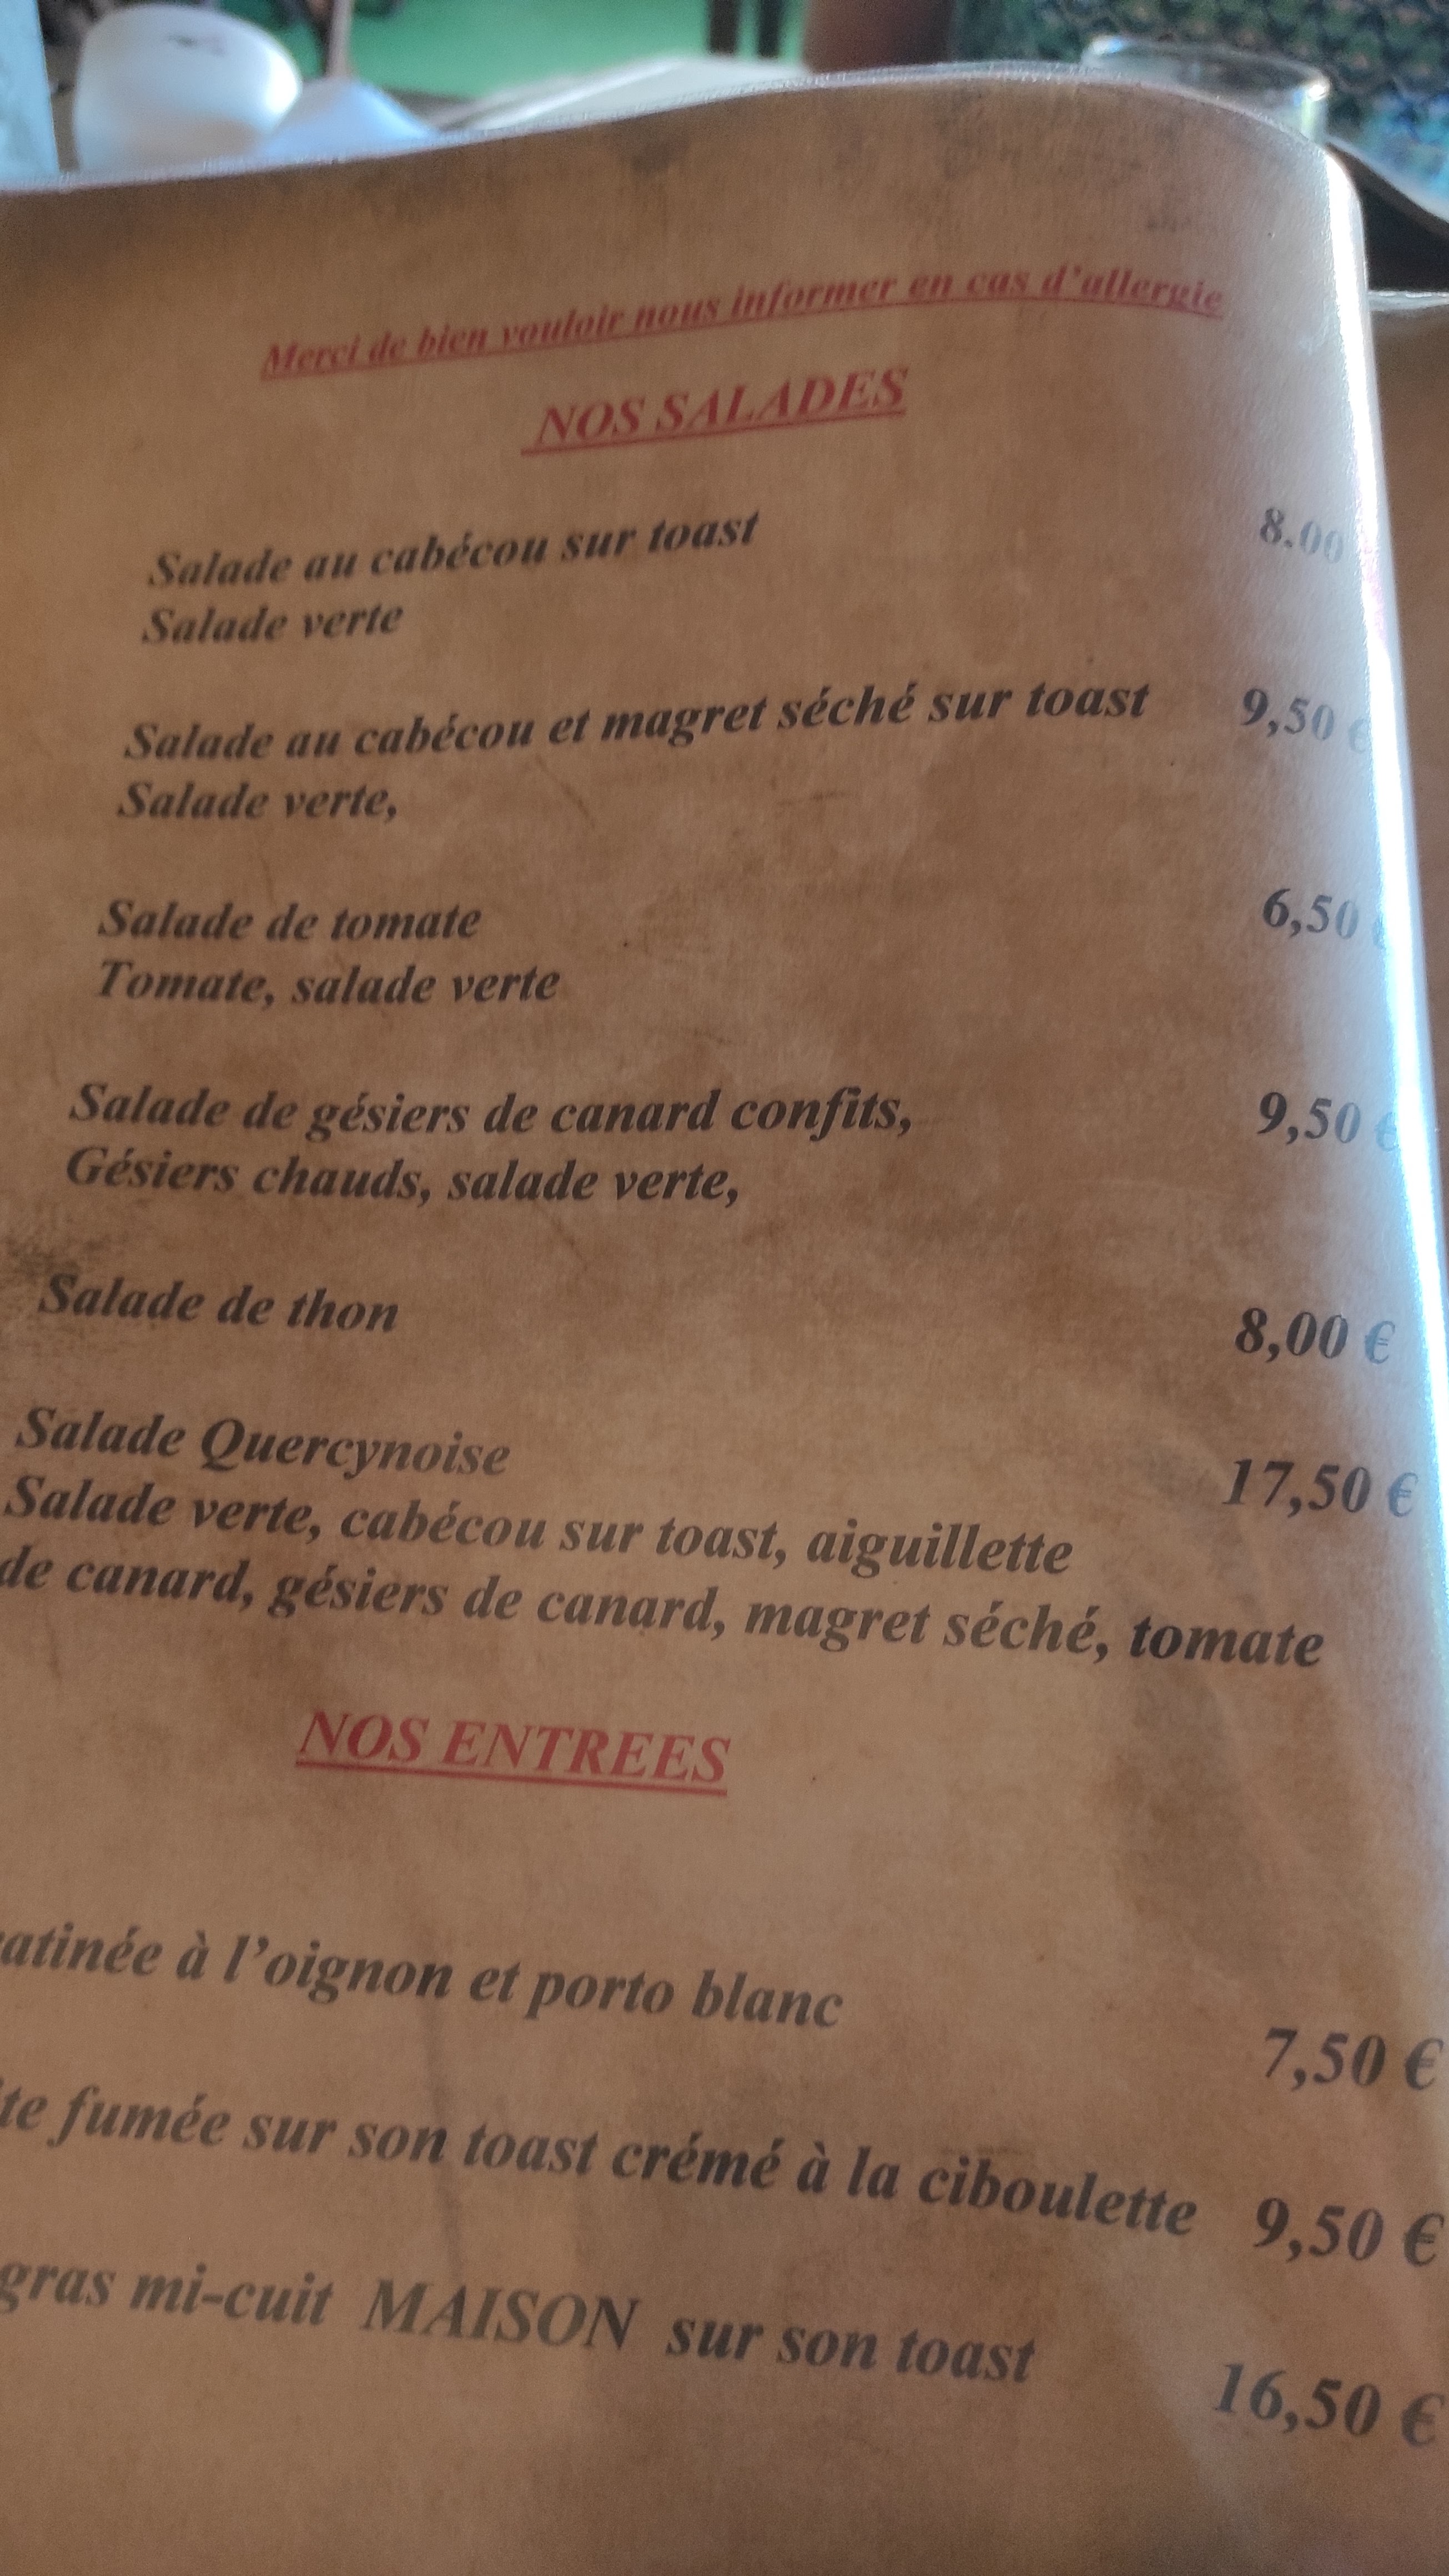 Merci de bien vouloir nous informer en cas d'allergie
NOS SALADES
Salade au cabécou sur toast 8.00
Salade verte
Salade au cabécou et magret séché sur toast 9,50 €
Salade verte,
Salade de tomate 6,50 €
Tomate, salade verte
Salade de gésiers de canard confits, 9,50 €
Gésiers chauds, salade verte,
Salade de thon 8,00 €
Salade Quercynoise 17,50 €
Salade verte, cabécou sur toast, aiguillette
de canard, gésiers de canard, magret séché, tomate
NOS ENTREES
atinée à l'oignon et porto blanc 7,50 €
te fumée sur son toast crémé à la ciboulette 9,50 €
gras mi-cuit MAISON sur son toast 16,50 €